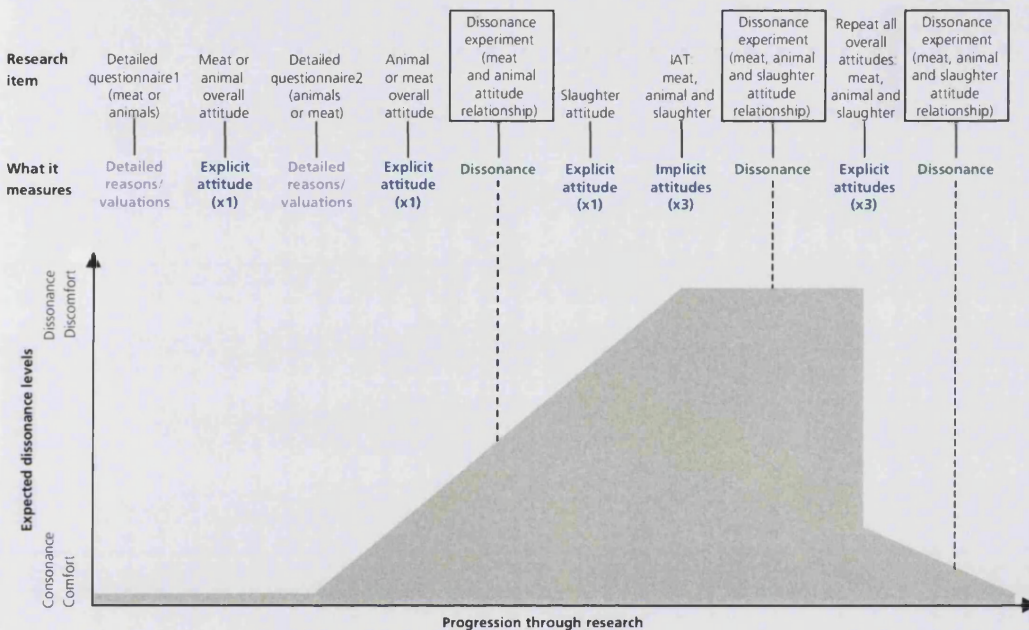 Research
item
Detailed
questionnaire1
(meat or
animals)
Meat or
animal
overall
attitude
Detailed
questionnaire2
(animals
or meat)
Animal
or meat
overall
attitude
Dissonance
experiment
(meat
and animal
attitude
relationship)
Slaughter
attitude
IAT:
meat,
animal and
slaughter
Dissonance
experiment
(meat, animal
and slaughter
attitude
relationship)
Repeat all
overall
attitudes:
meat,
animal and
slaughter
Dissonance
experiment
(meat, animal
and slaughter
attitude
relationship)
What it
measures
Detailed
reasons/
valuations
Explicit
attitude
(x1)
Detailed
reasons/
valuations
Explicit
attitude
(x1)
Dissonance
Explicit
attitude
(x1)
Implicit
attitudes
(x3)
Dissonance
Explicit
attitudes
(x3)
Dissonance
Expected dissonance levels
Dissonance
Discomfort
Consonance
Comfort
Progression through research